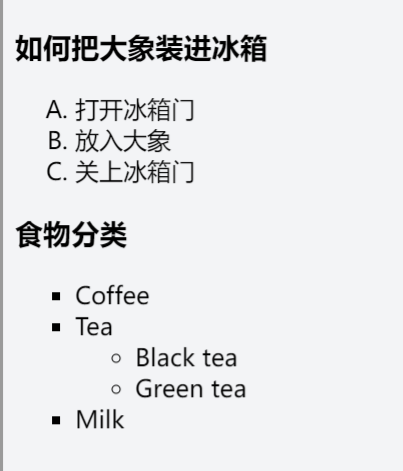 如何把大象装进冰箱
A. 打开冰箱门
B. 放入大象
C. 关上冰箱门
食物分类
Coffee
Tea
Black tea
Green tea
Milk